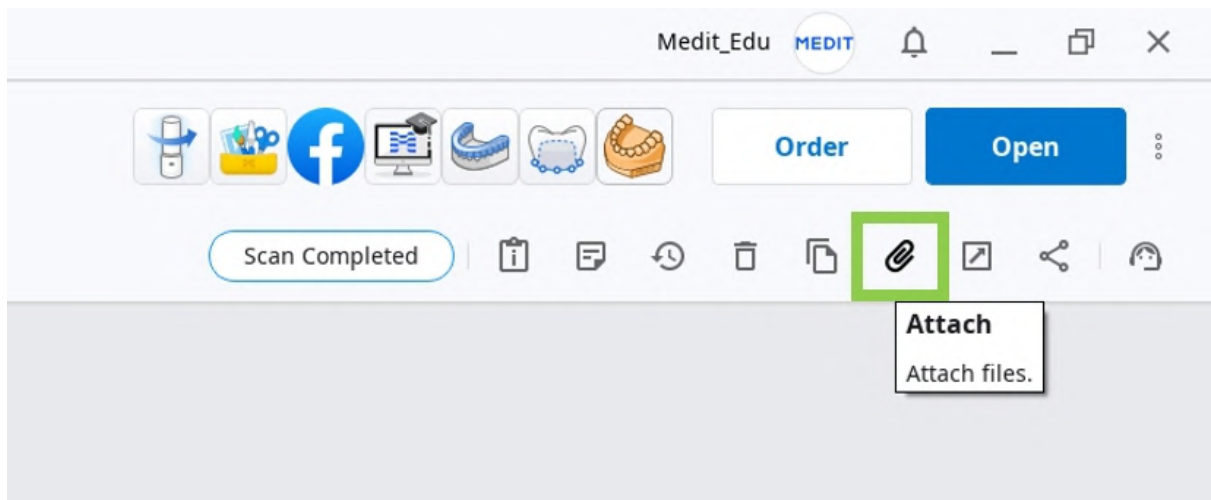 Medit_Edu MEDIT
Order Open
Scan Completed
Attach
Attach files.